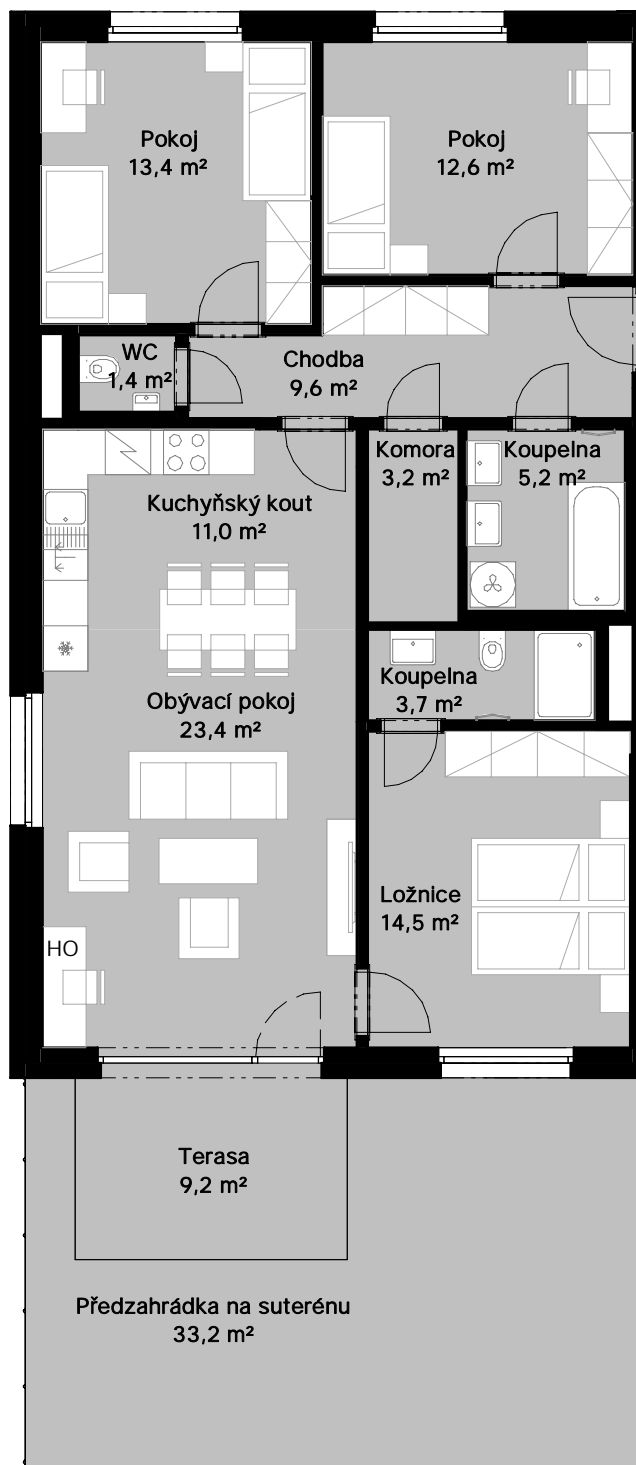 Pokoj
13,4 m²
Pokoj
12,6 m²
WC
1,4 m²
Chodba
9,6 m²
Komora
3,2 m²
Koupelna
5,2 m²
Kuchyňský kout
11,0 m²
Koupelna
3,7 m²
Obývací pokoj
23,4 m²
Ložnice
14,5 m²
HO
Terasa
9,2 m²
Předzahrádka na suterénu
33,2 m²